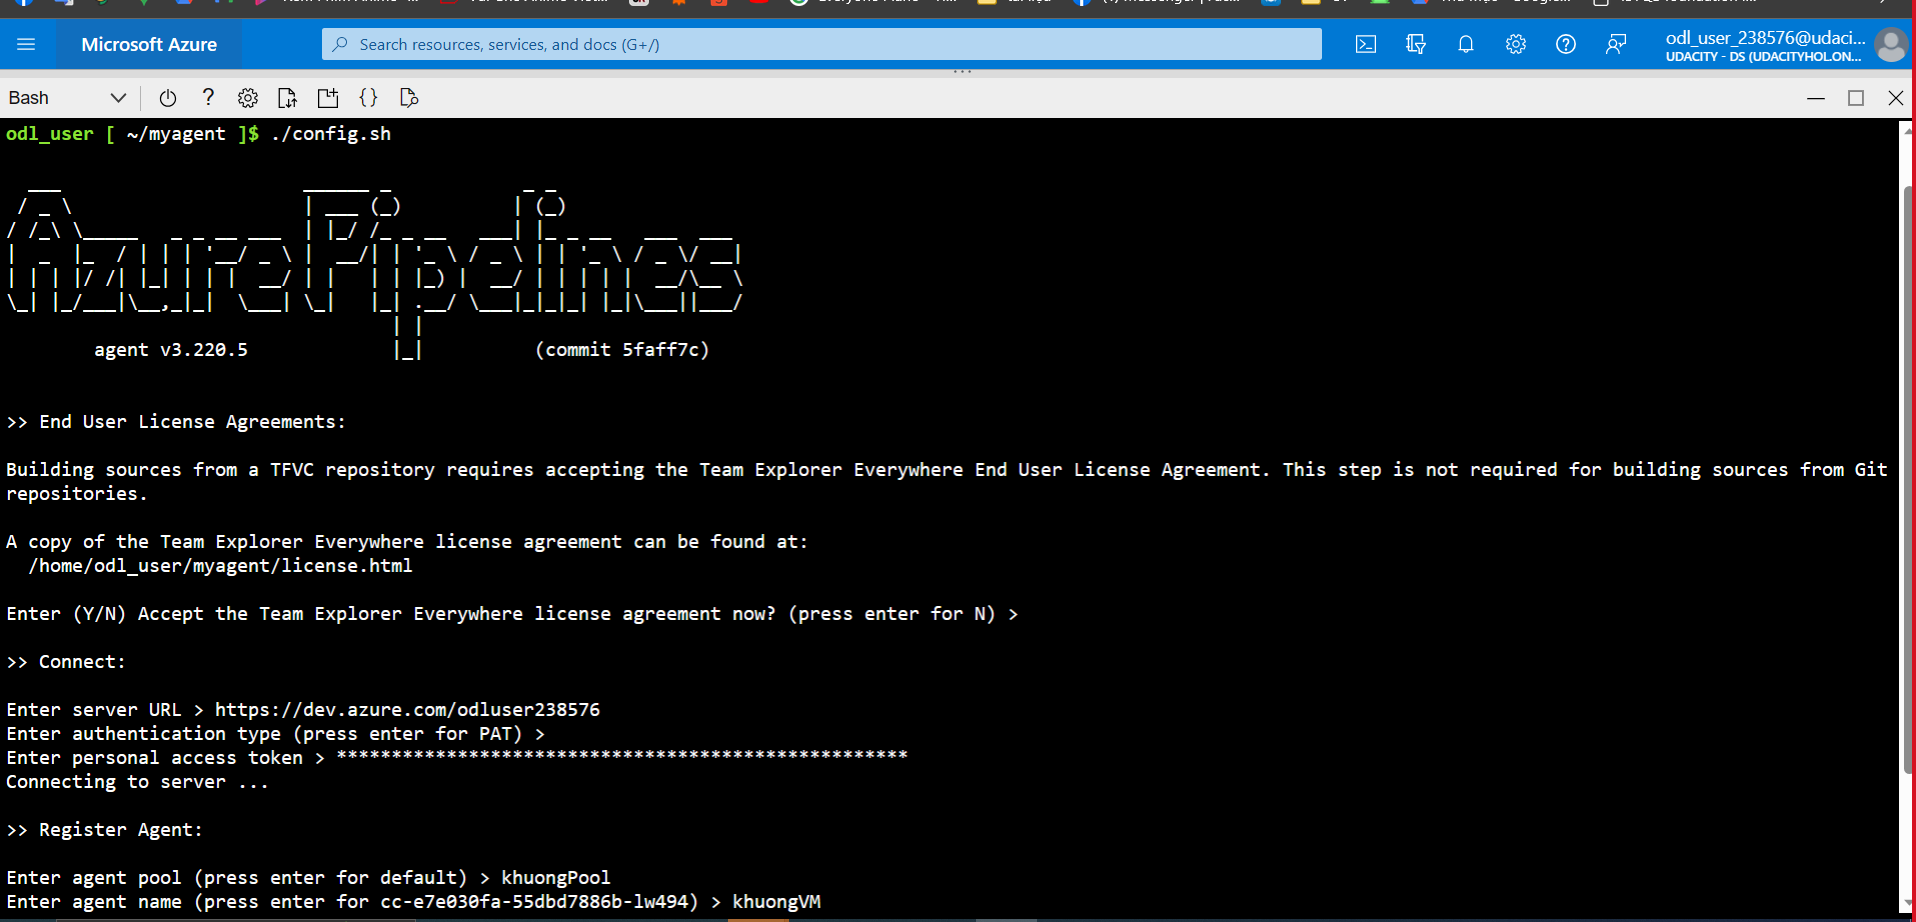 Microsoft Azure
Search resources, services, and docs (G+/)
odl_user_238576@udaci...
UDACITY - DS (UDACITYHOL.ON...
Bash
odl_user [ ~/myagent ]$ ./config.sh
Azure Pipelines
agent v3.220.5 (commit 5faff7c)
>> End User License Agreements:
Building sources from a TFVC repository requires accepting the Team Explorer Everywhere End User License Agreement. This step is not required for building sources from Git
repositories.
A copy of the Team Explorer Everywhere license agreement can be found at:
/home/odl_user/myagent/license.html
Enter (Y/N) Accept the Team Explorer Everywhere license agreement now? (press enter for N) >
>> Connect:
Enter server URL > https://dev.azure.com/odluser238576
Enter authentication type (press enter for PAT) >
Enter personal access token > ****************************************************
Connecting to server ...
>> Register Agent:
Enter agent pool (press enter for default) > khuongPool
Enter agent name (press enter for cc-e7e030fa-55dbd7886b-lw494) > khuongVM